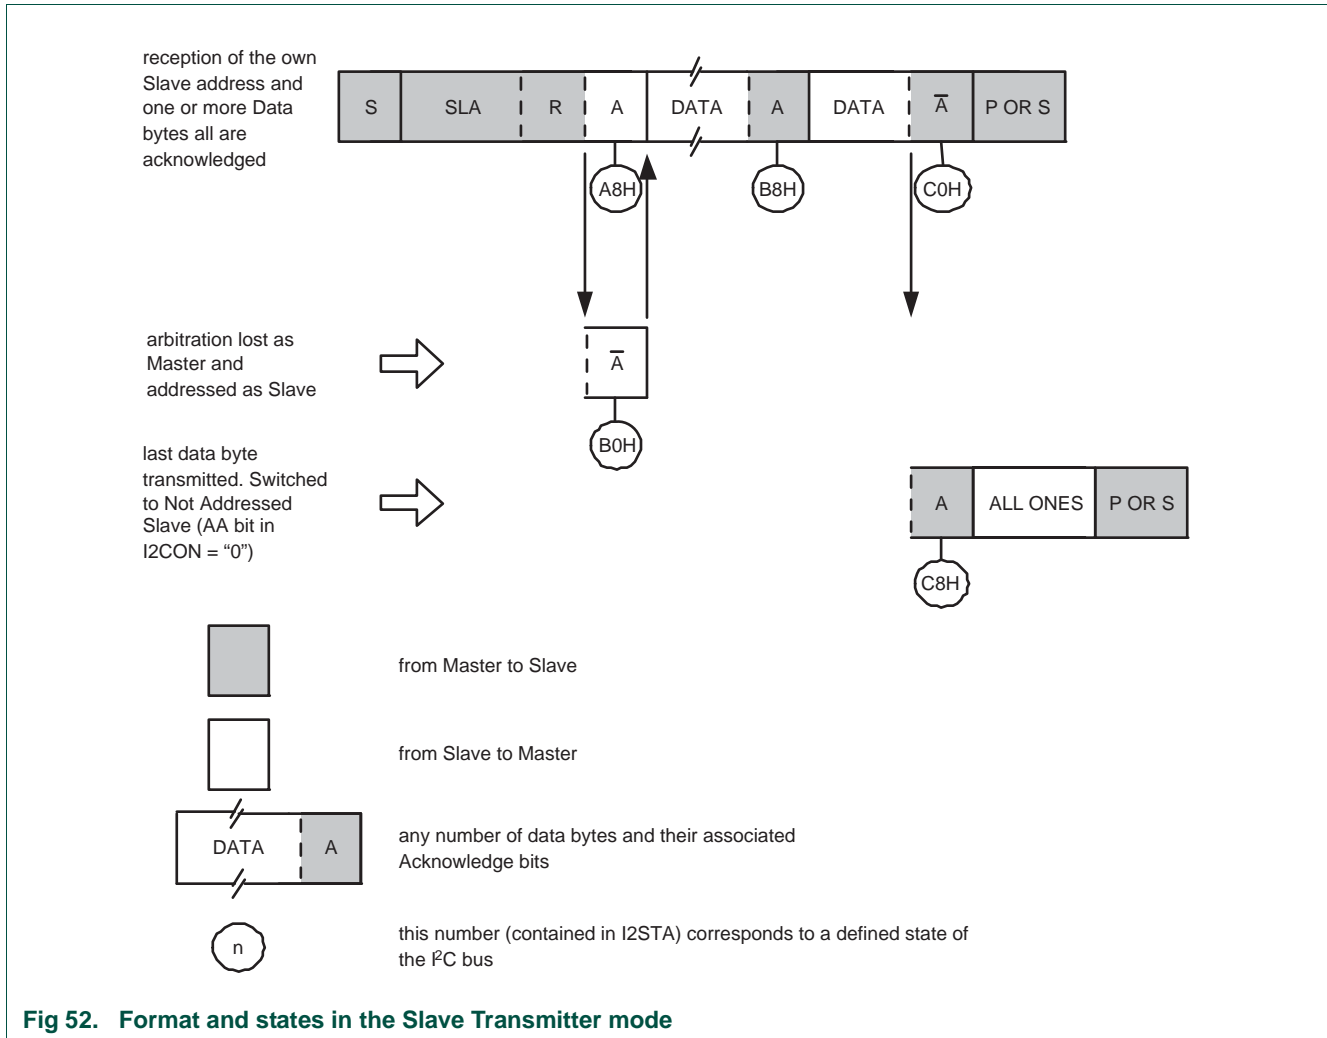 reception of the own
Slave address and
one or more Data
bytes all are
acknowledged
S SLA R A DATA A DATA A̅ P OR S
A8H B8H C0H
arbitration lost as
Master and
addressed as Slave
A̅
B0H
last data byte
transmitted. Switched
to Not Addressed
Slave (AA bit in
I2CON = “0”)
A ALL ONES P OR S
C8H
from Master to Slave
from Slave to Master
DATA A
any number of data bytes and their associated
Acknowledge bits
n
this number (contained in I2STA) corresponds to a defined state of
the I²C bus
Fig 52. Format and states in the Slave Transmitter mode